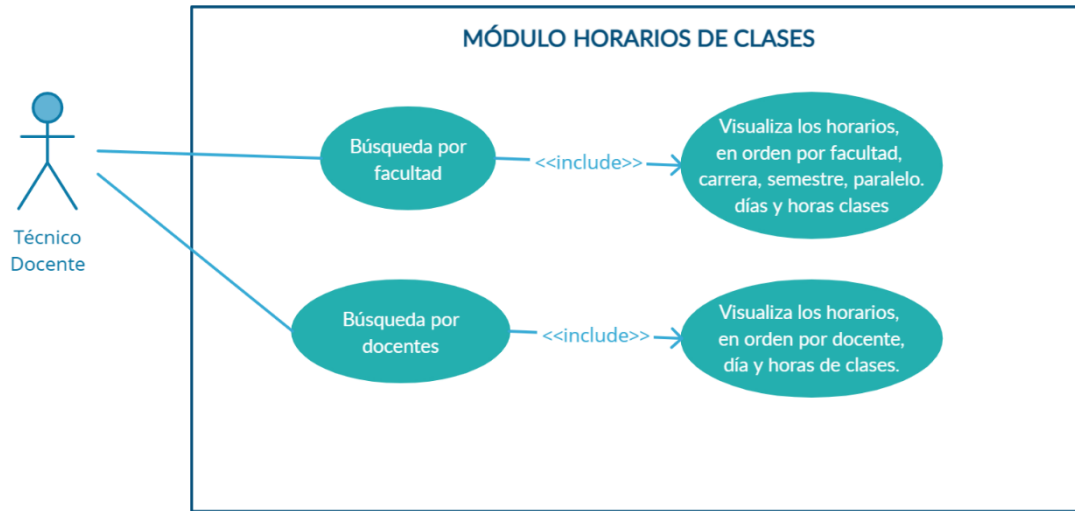 MÓDULO HORARIOS DE CLASES
Técnico
Docente
Búsqueda por
facultad
<<include>>
Visualiza los horarios,
en orden por facultad,
carrera, semestre, paralelo.
días y horas clases
Búsqueda por
docentes
<<include>>
Visualiza los horarios,
en orden por docente,
día y horas de clases.